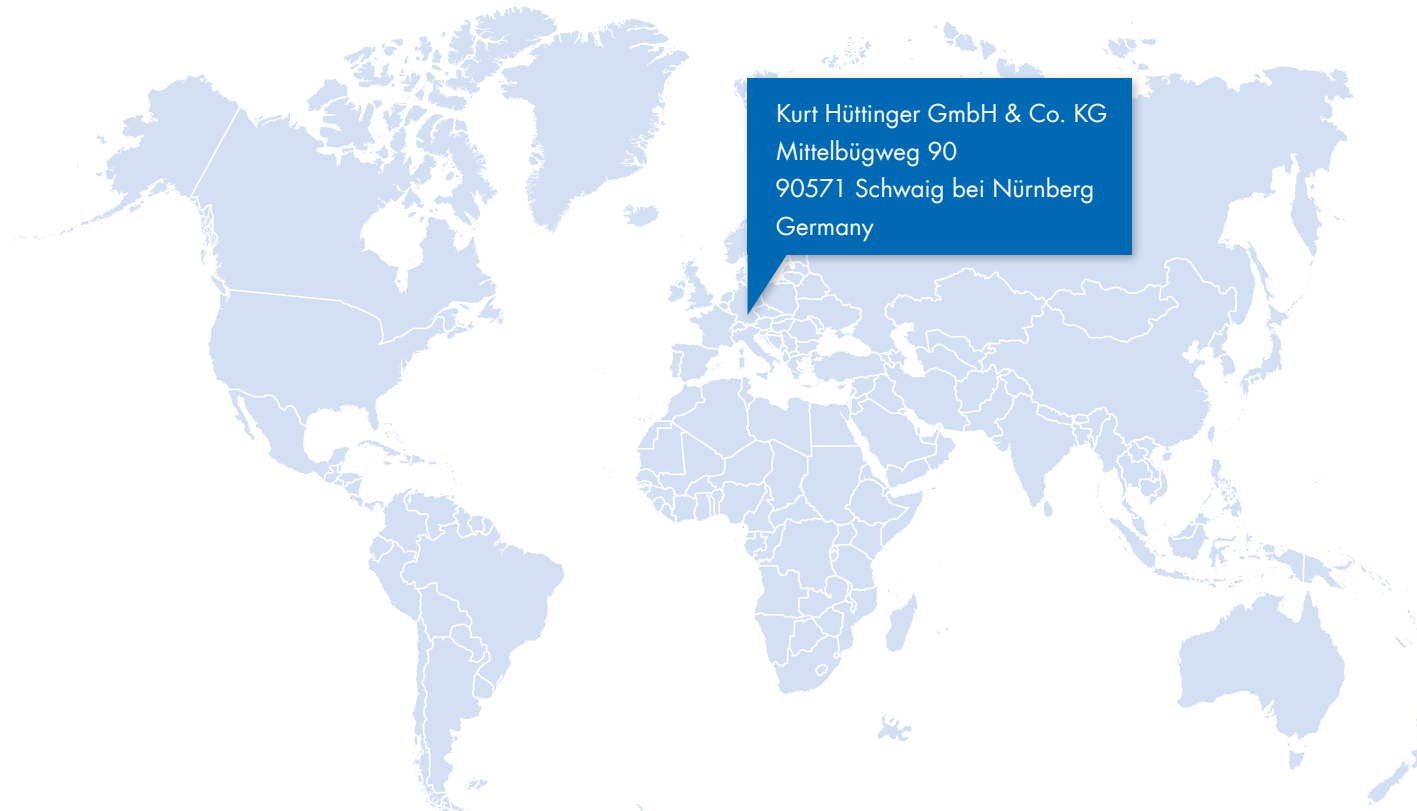 Kurt Hüttinger GmbH & Co. KG
Mittelbügweg 90
90571 Schwaig bei Nürnberg
Germany